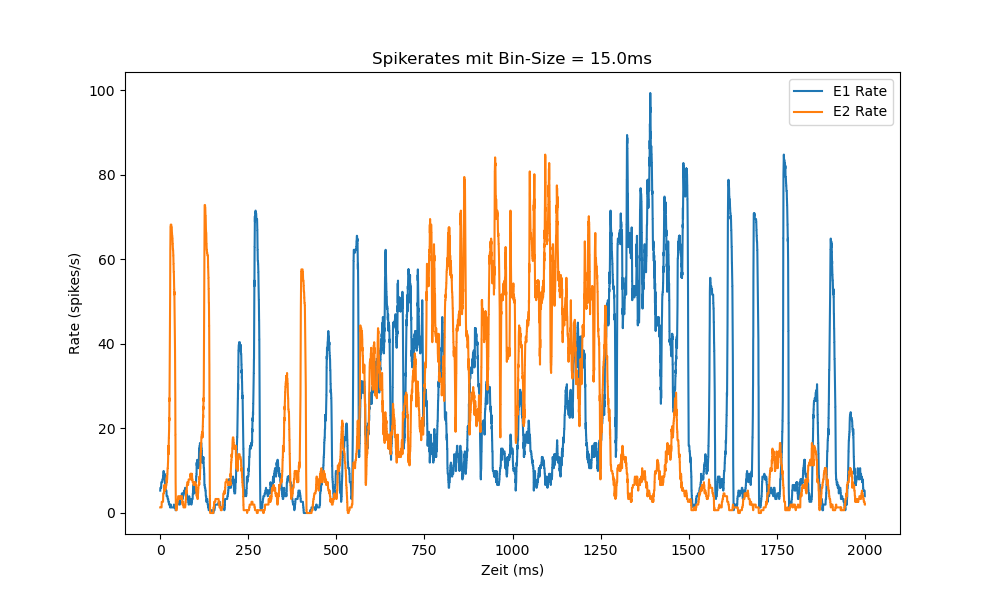 Spikerates mit Bin-Size = 15.0ms
E1 Rate
E2 Rate
Rate (spikes/s)
100
80
60
40
20
0
0 250 500 750 1000 1250 1500 1750 2000
Zeit (ms)